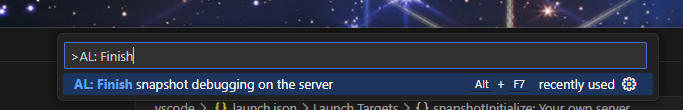 >AL: Finish
AL: Finish snapshot debugging on the server Alt + F7 recently used
vscode > {} launch.json > Launch Targets > {} snapshotInitialize: Your own server